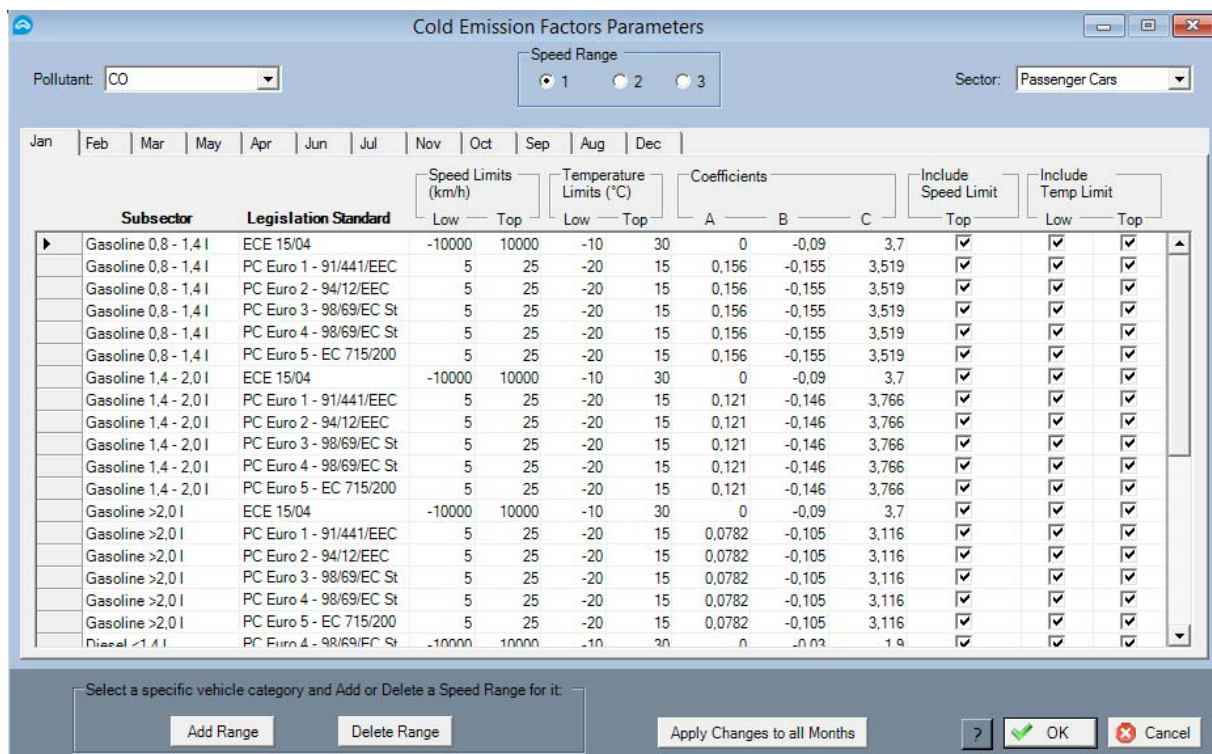 Cold Emission Factors Parameters
Pollutant: CO
Speed Range
1 2 3
Sector: Passenger Cars
Jan Feb Mar May Apr Jun Jul Nov Oct Sep Aug Dec
Speed Limits (km/h) Temperature Limits (°C) Coefficients Include Speed Limit Include Temp Limit
Subsector Legislation Standard Low Top Low Top A B C Top Low Top
Gasoline 0,8 - 1,4 l ECE 15/04 -10000 10000 -10 30 0 -0,09 3,7
Gasoline 0,8 - 1,4 l PC Euro 1 - 91/441/EEC 5 25 -20 15 0,156 -0,155 3,519
Gasoline 0,8 - 1,4 l PC Euro 2 - 94/12/EEC 5 25 -20 15 0,156 -0,155 3,519
Gasoline 0,8 - 1,4 l PC Euro 3 - 98/69/EC St 5 25 -20 15 0,156 -0,155 3,519
Gasoline 0,8 - 1,4 l PC Euro 4 - 98/69/EC St 5 25 -20 15 0,156 -0,155 3,519
Gasoline 0,8 - 1,4 l PC Euro 5 - EC 715/200 5 25 -20 15 0,156 -0,155 3,519
Gasoline 1,4 - 2,0 l ECE 15/04 -10000 10000 -10 30 0 -0,09 3,7
Gasoline 1,4 - 2,0 l PC Euro 1 - 91/441/EEC 5 25 -20 15 0,121 -0,146 3,766
Gasoline 1,4 - 2,0 l PC Euro 2 - 94/12/EEC 5 25 -20 15 0,121 -0,146 3,766
Gasoline 1,4 - 2,0 l PC Euro 3 - 98/69/EC St 5 25 -20 15 0,121 -0,146 3,766
Gasoline 1,4 - 2,0 l PC Euro 4 - 98/69/EC St 5 25 -20 15 0,121 -0,146 3,766
Gasoline 1,4 - 2,0 l PC Euro 5 - EC 715/200 5 25 -20 15 0,121 -0,146 3,766
Gasoline >2,0 l ECE 15/04 -10000 10000 -10 30 0 -0,09 3,7
Gasoline >2,0 l PC Euro 1 - 91/441/EEC 5 25 -20 15 0,0782 -0,105 3,116
Gasoline >2,0 l PC Euro 2 - 94/12/EEC 5 25 -20 15 0,0782 -0,105 3,116
Gasoline >2,0 l PC Euro 3 - 98/69/EC St 5 25 -20 15 0,0782 -0,105 3,116
Gasoline >2,0 l PC Euro 4 - 98/69/EC St 5 25 -20 15 0,0782 -0,105 3,116
Gasoline >2,0 l PC Euro 5 - EC 715/200 5 25 -20 15 0,0782 -0,105 3,116
Diesel <1,4 l PC Euro 4 - 98/69/EC St -10000 10000 -10 30 0 -0,03 1,9
Select a specific vehicle category and Add or Delete a Speed Range for it:
Add Range Delete Range Apply Changes to all Months ? OK Cancel